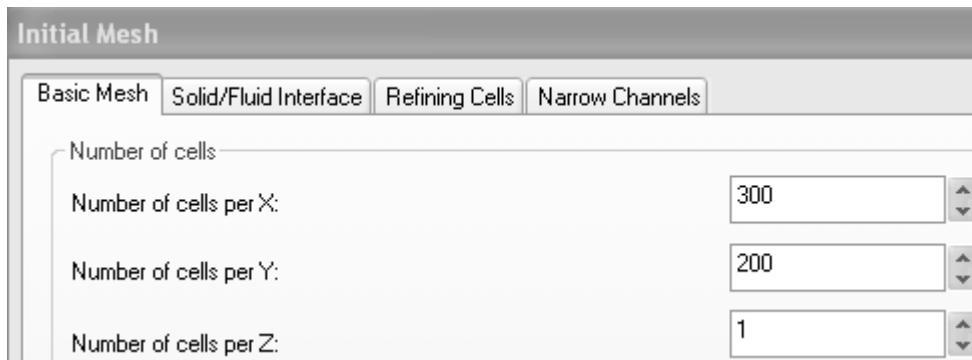 Initial Mesh
Basic Mesh Solid/Fluid Interface Refining Cells Narrow Channels
Number of cells
Number of cells per X: 300
Number of cells per Y: 200
Number of cells per Z: 1